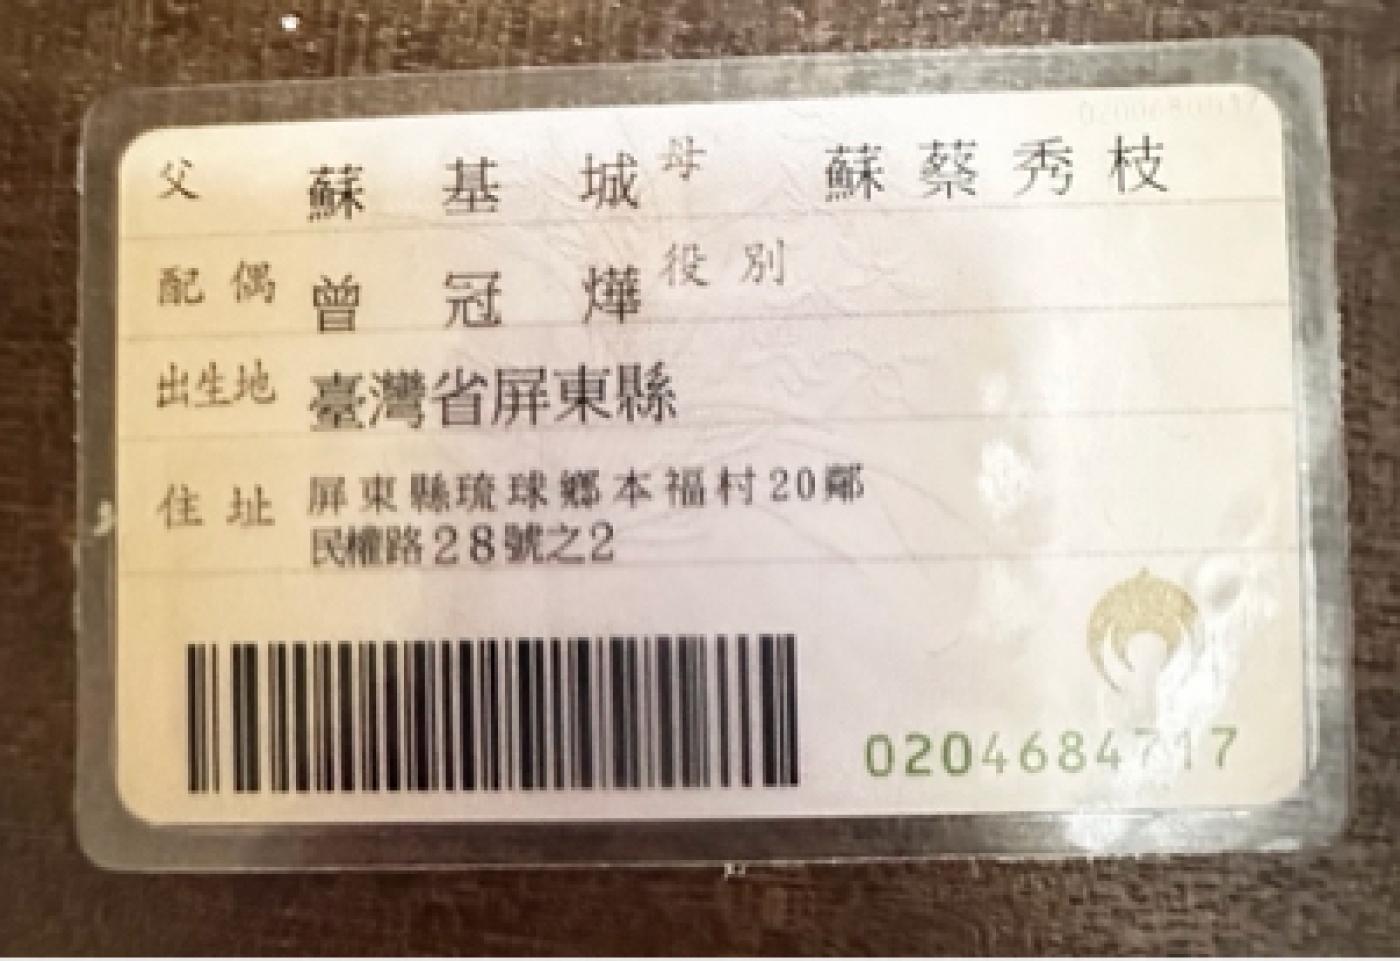 父 蘇基城 母 蘇蔡秀枝
配偶 曾冠燁 役別
出生地 臺灣省屏東縣
住址 屏東縣琉球鄉本福村20鄰
民權路28號之2
0204684717